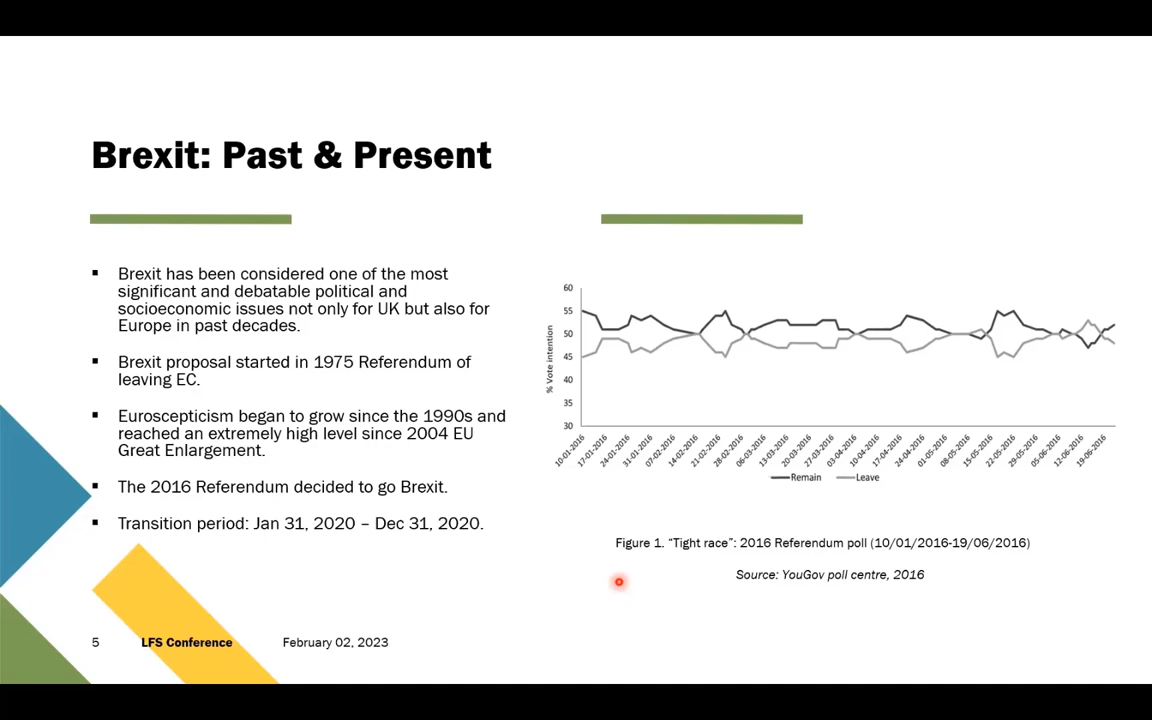 Brexit: Past & Present
▪ Brexit has been considered one of the most
significant and debatable political and
socioeconomic issues not only for UK but also for
Europe in past decades.
▪ Brexit proposal started in 1975 Referendum of
leaving EC.
▪ Euroscepticism began to grow since the 1990s and
reached an extremely high level since 2004 EU
Great Enlargement.
▪ The 2016 Referendum decided to go Brexit.
▪ Transition period: Jan 31, 2020 – Dec 31, 2020.
% Vote intention
60
55
50
45
40
35
30
10-01-2016
17-01-2016
24-01-2016
31-01-2016
07-02-2016
14-02-2016
21-02-2016
28-02-2016
06-03-2016
13-03-2016
20-03-2016
27-03-2016
03-04-2016
10-04-2016
17-04-2016
24-04-2016
01-05-2016
08-05-2016
15-05-2016
22-05-2016
29-05-2016
05-06-2016
12-06-2016
19-06-2016
Remain Leave
Figure 1. “Tight race”: 2016 Referendum poll (10/01/2016-19/06/2016)
Source: YouGov poll centre, 2016
5 LFS Conference February 02, 2023